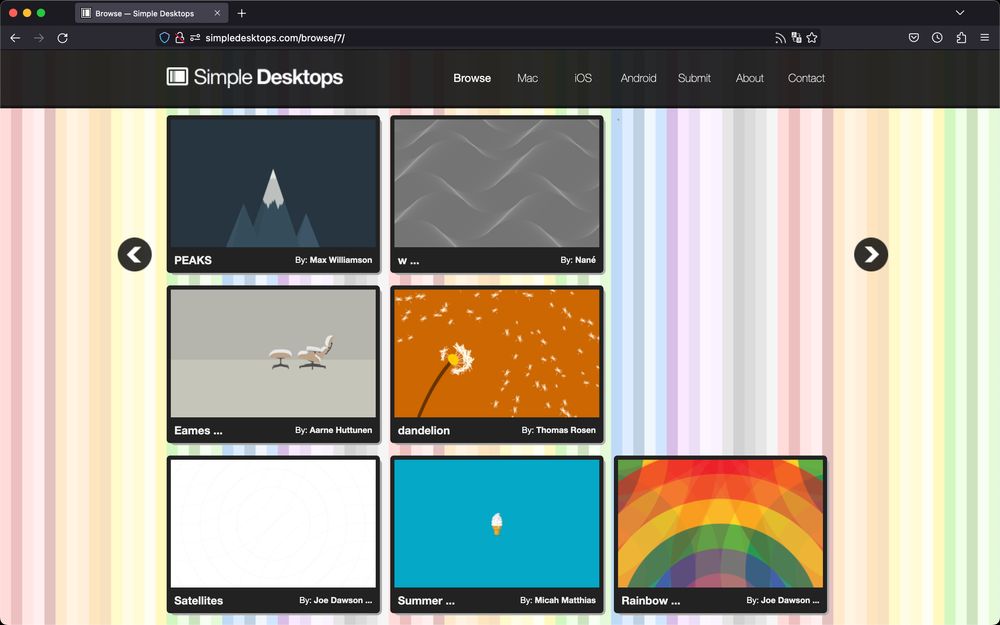 Browse — Simple Desktops
simpledesktops.com/browse/7/
Simple Desktops
Browse
Mac
iOS
Android
Submit
About
Contact
PEAKS
By: Max Williamson
w ...
By: Nané
Eames ...
By: Aarne Huttunen
dandelion
By: Thomas Rosen
Satellites
By: Joe Dawson ...
Summer ...
By: Micah Matthias
Rainbow ...
By: Joe Dawson ...